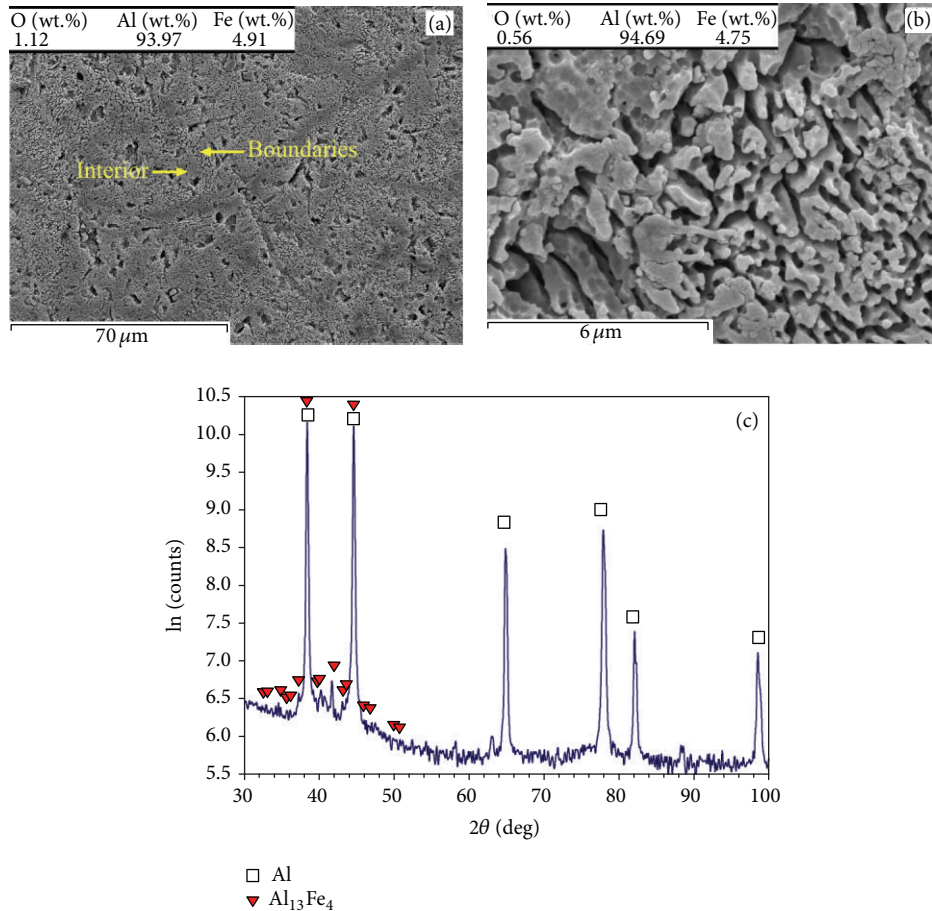 O (wt.%) Al (wt.%) Fe (wt.%)
1.12 93.97 4.91
(a)
Boundaries
Interior
70 μm
O (wt.%) Al (wt.%) Fe (wt.%)
0.56 94.69 4.75
(b)
6 μm
(c)
ln (counts)
10.5
10.0
9.5
9.0
8.5
8.0
7.5
7.0
6.5
6.0
5.5
30 40 50 60 70 80 90 100
2θ (deg)
Al
Al₁₃Fe₄